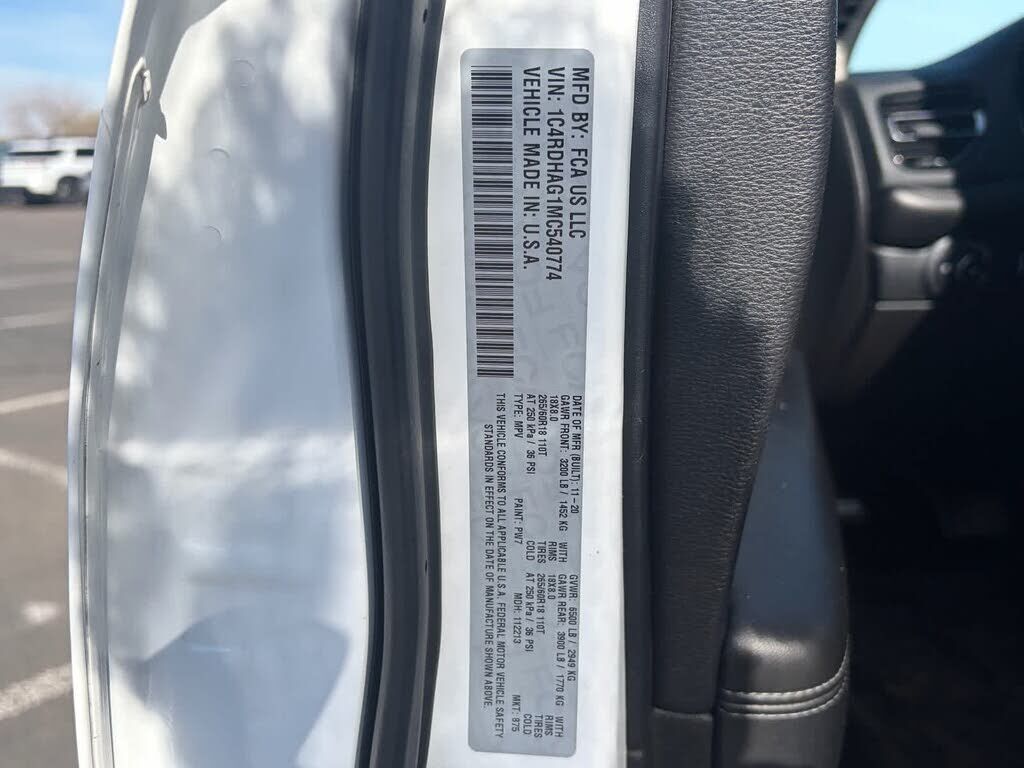 MFD BY: FCA US LLC
VIN: 1C4RDHAG1MC540774
VEHICLE MADE IN: U.S.A.
DATE OF MFR (BUILT): 11-20 GVWR: 6500 LB / 2949 KG
GAWR FRONT: 3200 LB / 1452 KG WITH GAWR REAR: 3900 LB / 1770 KG WITH
18X8.0 RIMS 18X8.0 RIMS
265/60R18 110T TIRES 265/60R18 110T TIRES
AT 250 kPa / 36 PSI COLD AT 250 kPa / 36 PSI COLD
TYPE: MPV PAINT: PW7 MDH: 112213 MKT: 875
THIS VEHICLE CONFORMS TO ALL APPLICABLE U.S.A. FEDERAL MOTOR VEHICLE SAFETY
STANDARDS IN EFFECT ON THE DATE OF MANUFACTURE SHOWN ABOVE.